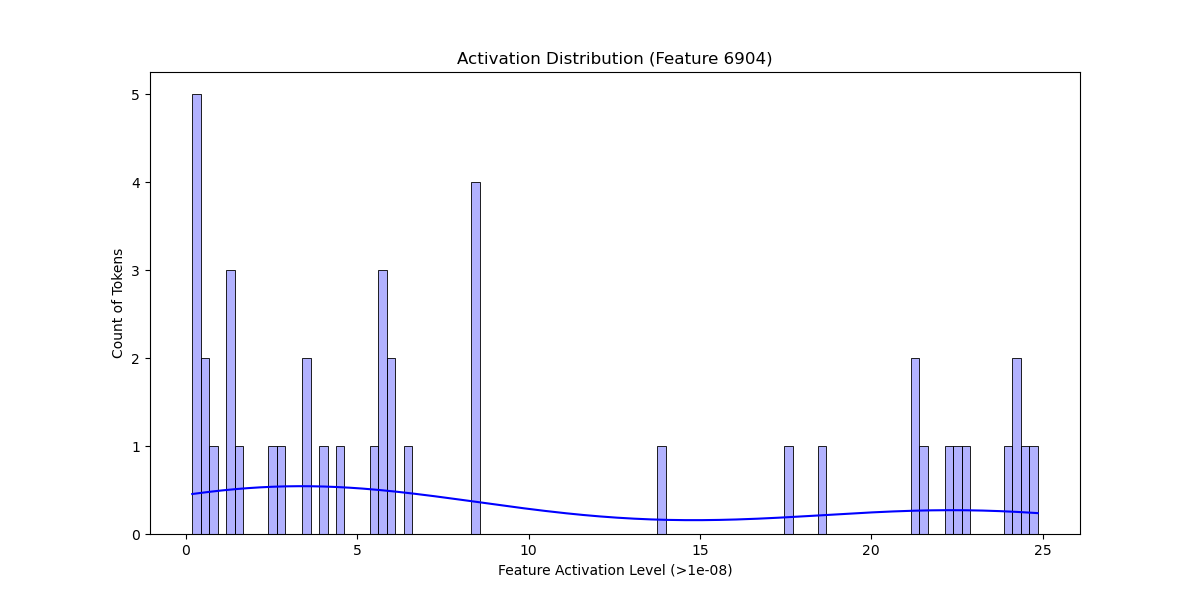 Activation Distribution (Feature 6904)
Count of Tokens
5
4
3
2
1
0
0 5 10 15 20 25
Feature Activation Level (>1e-08)